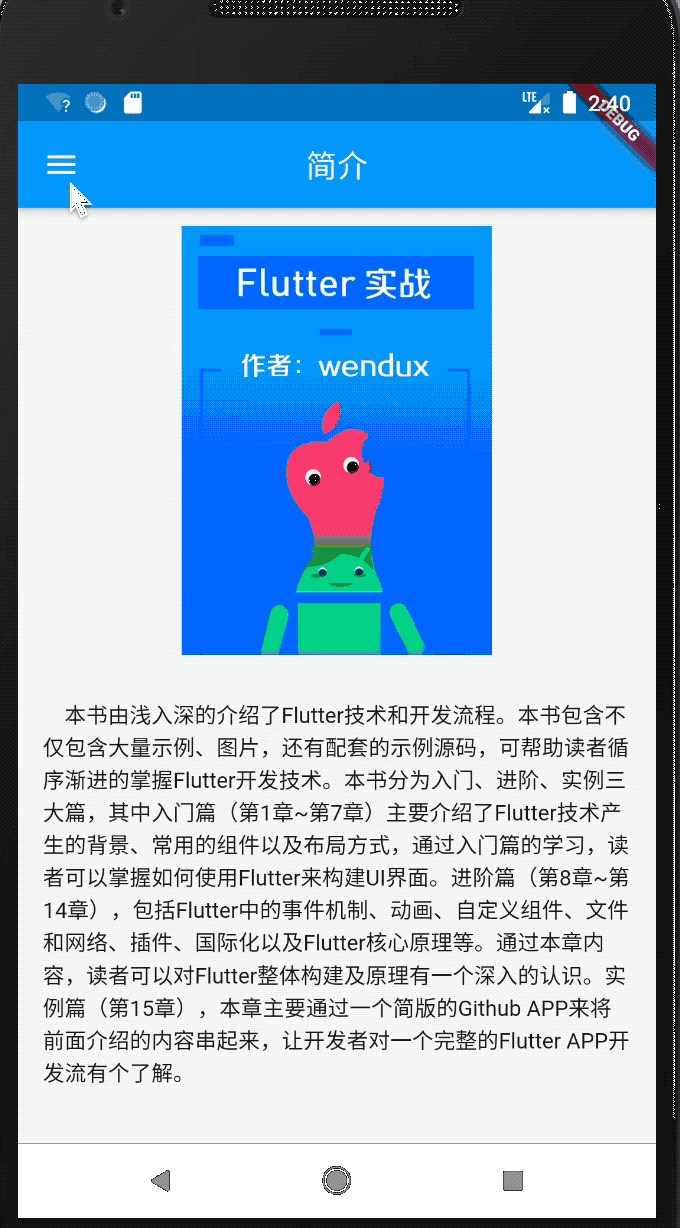 LTE 2:40
DEBUG
简介
Flutter 实战
作者：wendux
本书由浅入深的介绍了Flutter技术和开发流程。本书包含不
仅包含大量示例、图片，还有配套的示例源码，可帮助读者循
序渐进的掌握Flutter开发技术。本书分为入门、进阶、实例三
大篇，其中入门篇（第1章~第7章）主要介绍了Flutter技术产
生的背景、常用的组件以及布局方式，通过入门篇的学习，读
者可以掌握如何使用Flutter来构建UI界面。进阶篇（第8章~第
14章），包括Flutter中的事件机制、动画、自定义组件、文件
和网络、插件、国际化以及Flutter核心原理等。通过本章内
容，读者可以对Flutter整体构建及原理有一个深入的认识。实
例篇（第15章），本章主要通过一个简版的Github APP来将
前面介绍的内容串起来，让开发者对一个完整的Flutter APP开
发流有个了解。